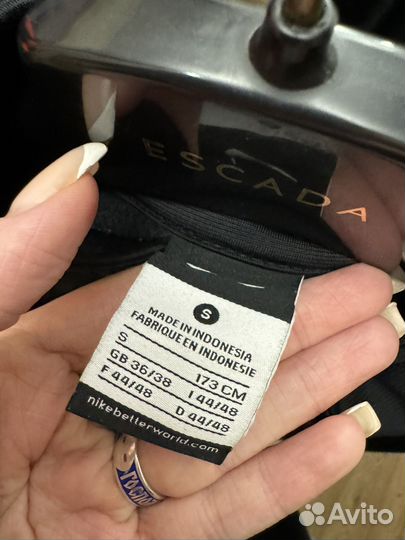 ESCADA
S
MADE IN INDONESIA
FABRIQUE EN INDONESIE
S 173 CM
GB 36/38 I 44/48
F 44/48 D 44/48
nikebetterworld.com
Avito